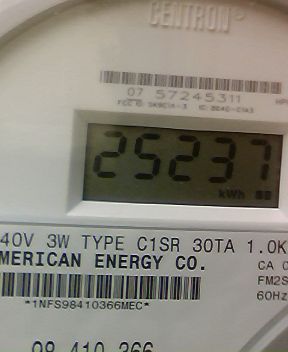 CENTRON
07 57245311
25237
kWh
40V 3W TYPE C1SR 30TA 1.0K
MERICAN ENERGY CO.
CA 0
FM2S
60Hz
*1NFS98410366MEC*
98 410 366